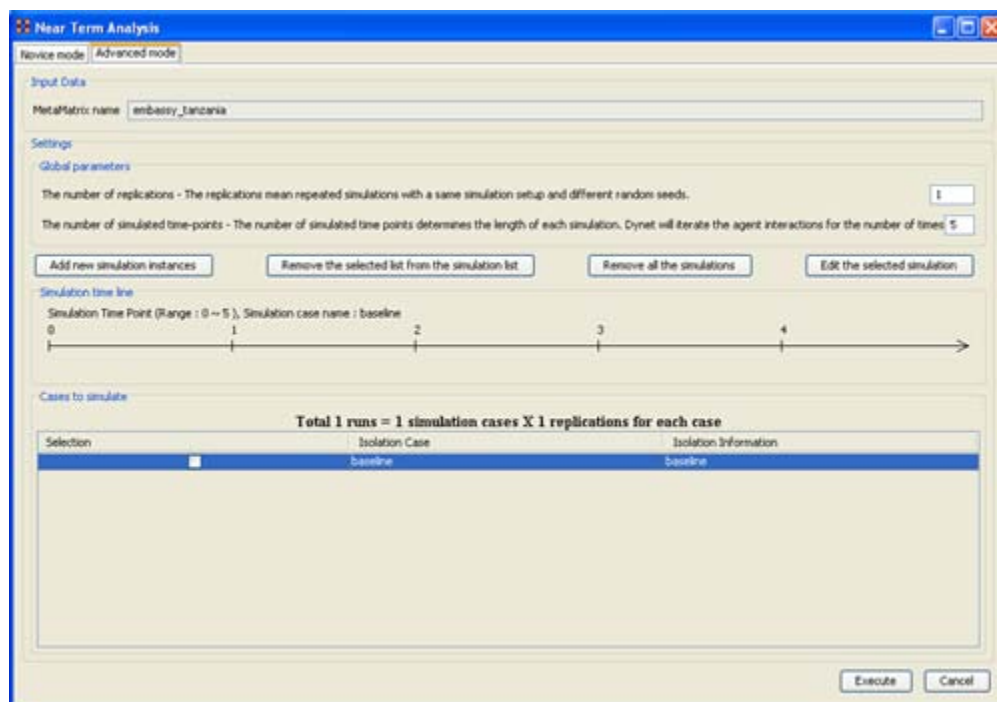 Near Term Analysis
Novice mode Advanced mode
Input Data
MetaMatrix name embassy_tanzania
Settings
Global parameters
The number of replications - The replications mean repeated simulations with a same simulation setup and different random seeds. 1
The number of simulated time-points - The number of simulated time points determines the length of each simulation. Dynet will iterate the agent interactions for the number of times 5
Add new simulation instances Remove the selected list from the simulation list Remove all the simulations Edit the selected simulation
Simulation time line
Simulation Time Point (Range : 0 ~ 5 ), Simulation case name : baseline
0 1 2 3 4
Cases to simulate
Total 1 runs = 1 simulation cases X 1 replications for each case
Selection Isolation Case Isolation Information
baseline baseline
Execute Cancel